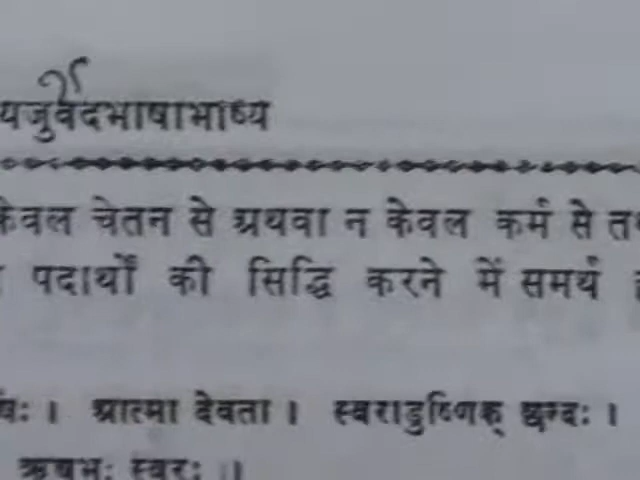 यजुर्वेदभाषाभाष्य
केवल चेतन से अथवा न केवल कर्म से
पदार्थों की सिद्धि करने में समर्थ
आत्मा देवता । स्वराडुष्णिक् छन्दः ।
ऋषभः स्वरः ।।